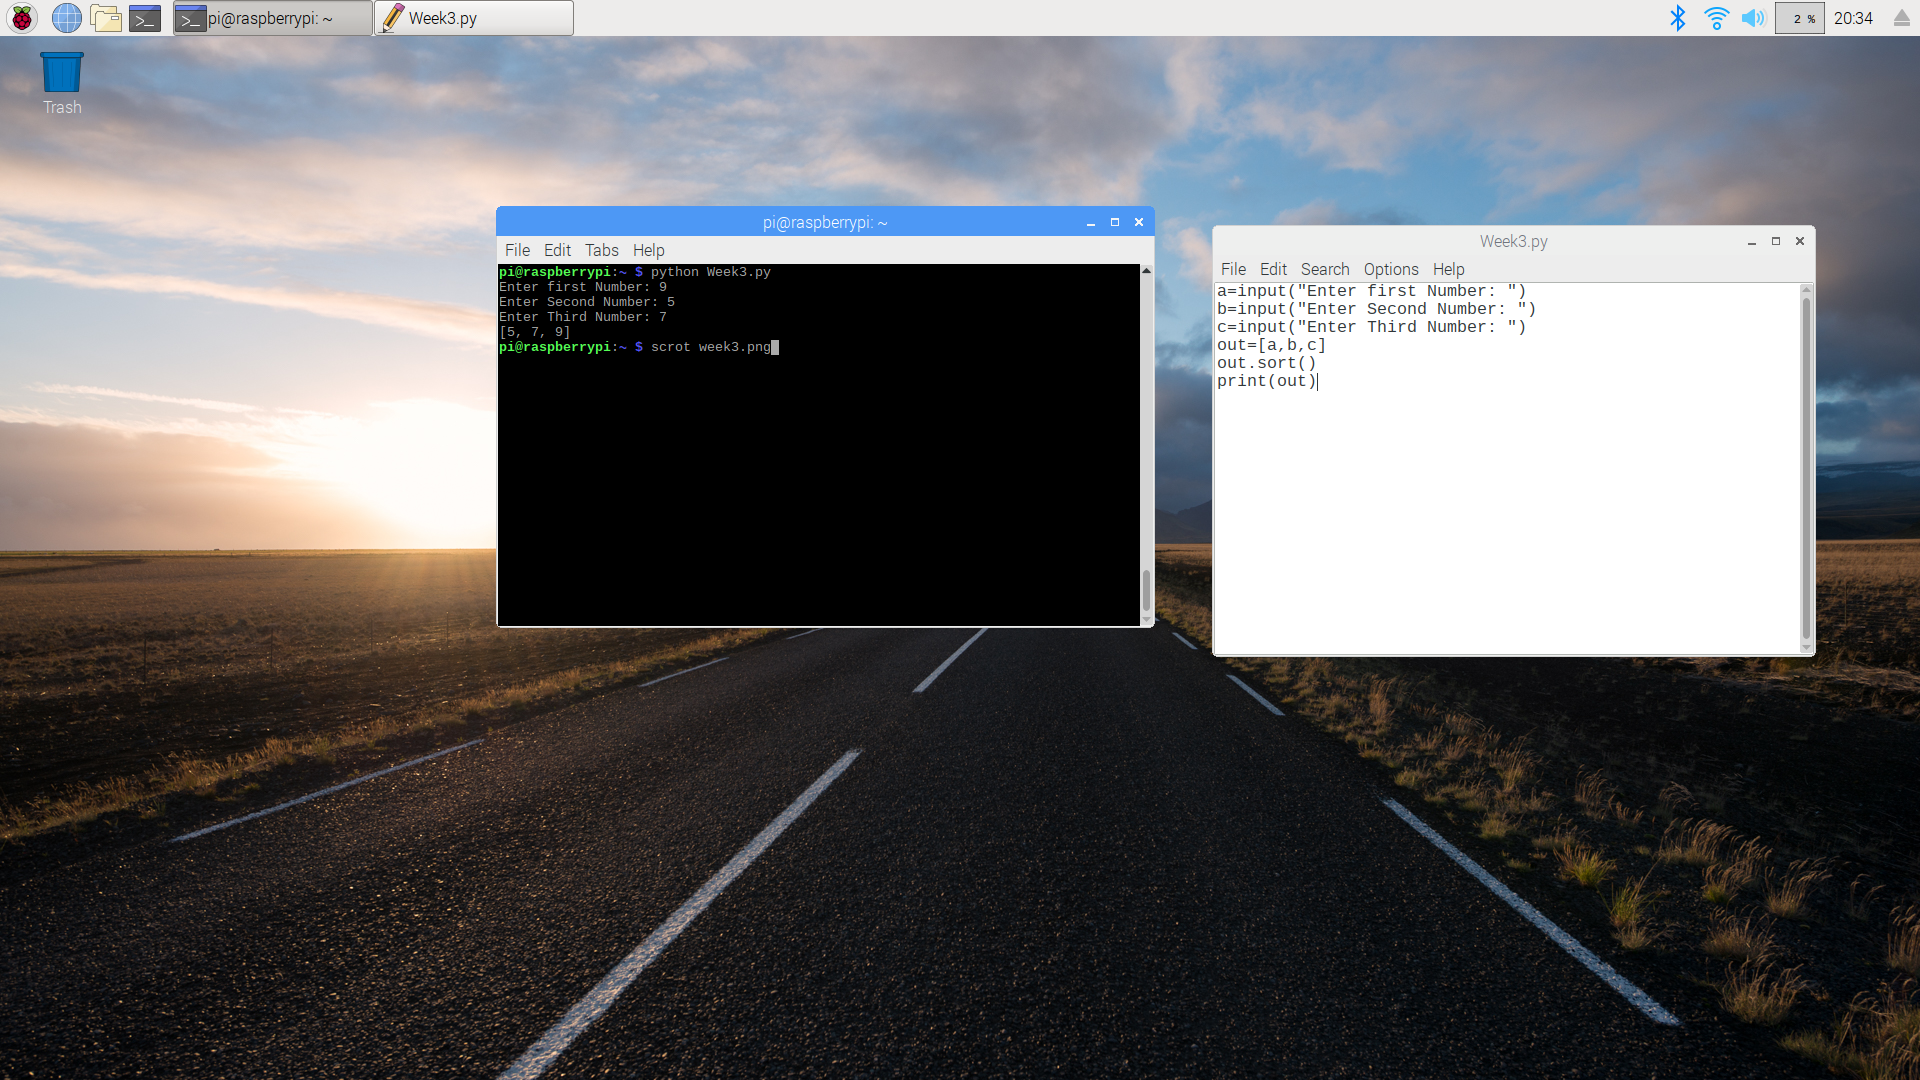 pi@raspberrypi: ~
Week3.py
2 %
20:34
Trash
pi@raspberrypi: ~
File Edit Tabs Help
pi@raspberrypi:~ $ python Week3.py
Enter first Number: 9
Enter Second Number: 5
Enter Third Number: 7
[5, 7, 9]
pi@raspberrypi:~ $ scrot week3.png
Week3.py
File Edit Search Options Help
a=input("Enter first Number: ")
b=input("Enter Second Number: ")
c=input("Enter Third Number: ")
out=[a,b,c]
out.sort()
print(out)